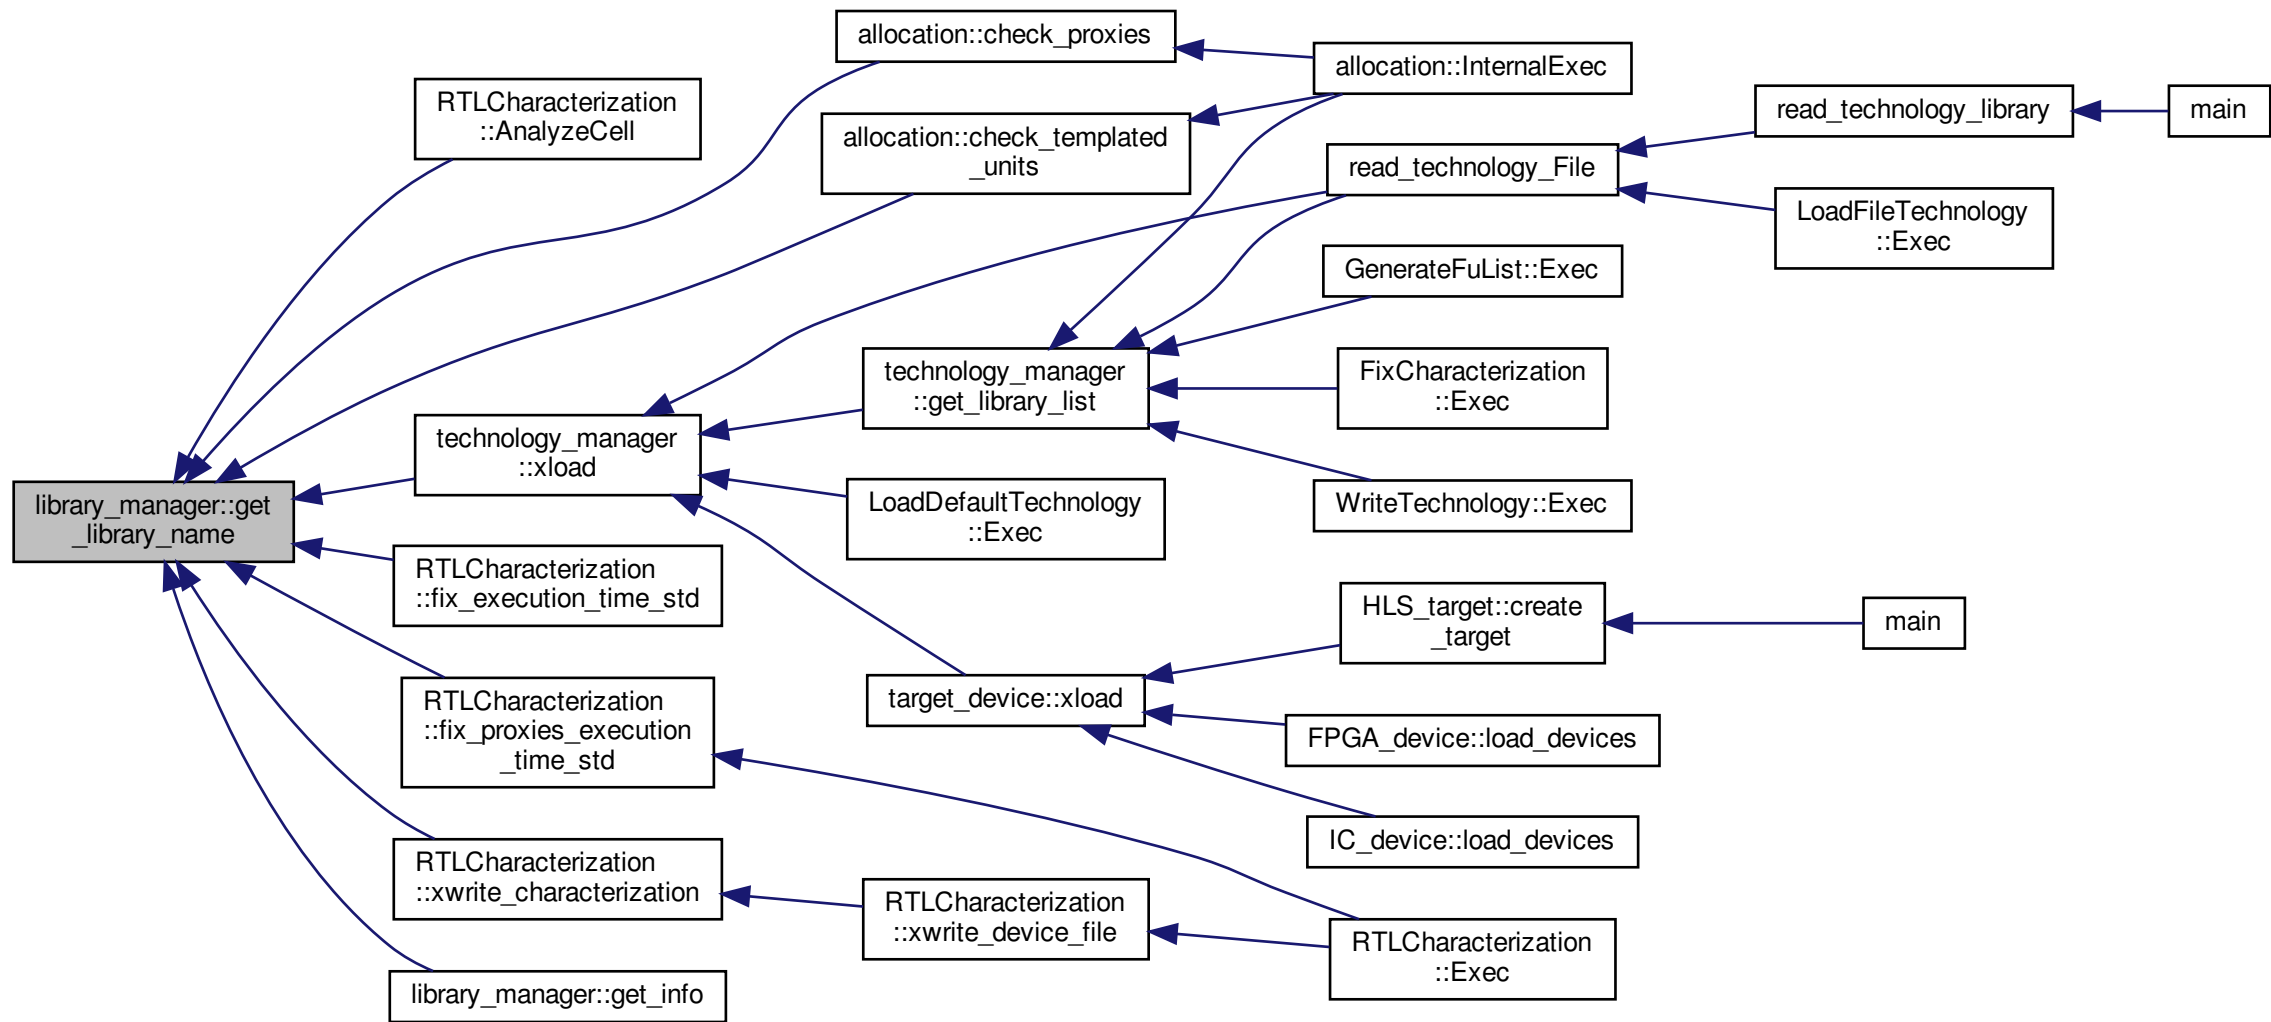 library_manager::get
_library_name
RTLCharacterization
::AnalyzeCell
allocation::check_proxies
allocation::InternalExec
allocation::check_templated
_units
technology_manager
::xload
technology_manager
::get_library_list
read_technology_File
read_technology_library
main
LoadFileTechnology
::Exec
GenerateFuList::Exec
FixCharacterization
::Exec
WriteTechnology::Exec
LoadDefaultTechnology
::Exec
target_device::xload
HLS_target::create
_target
main
FPGA_device::load_devices
IC_device::load_devices
RTLCharacterization
::fix_execution_time_std
RTLCharacterization
::fix_proxies_execution
_time_std
RTLCharacterization
::xwrite_characterization
RTLCharacterization
::xwrite_device_file
RTLCharacterization
::Exec
library_manager::get_info